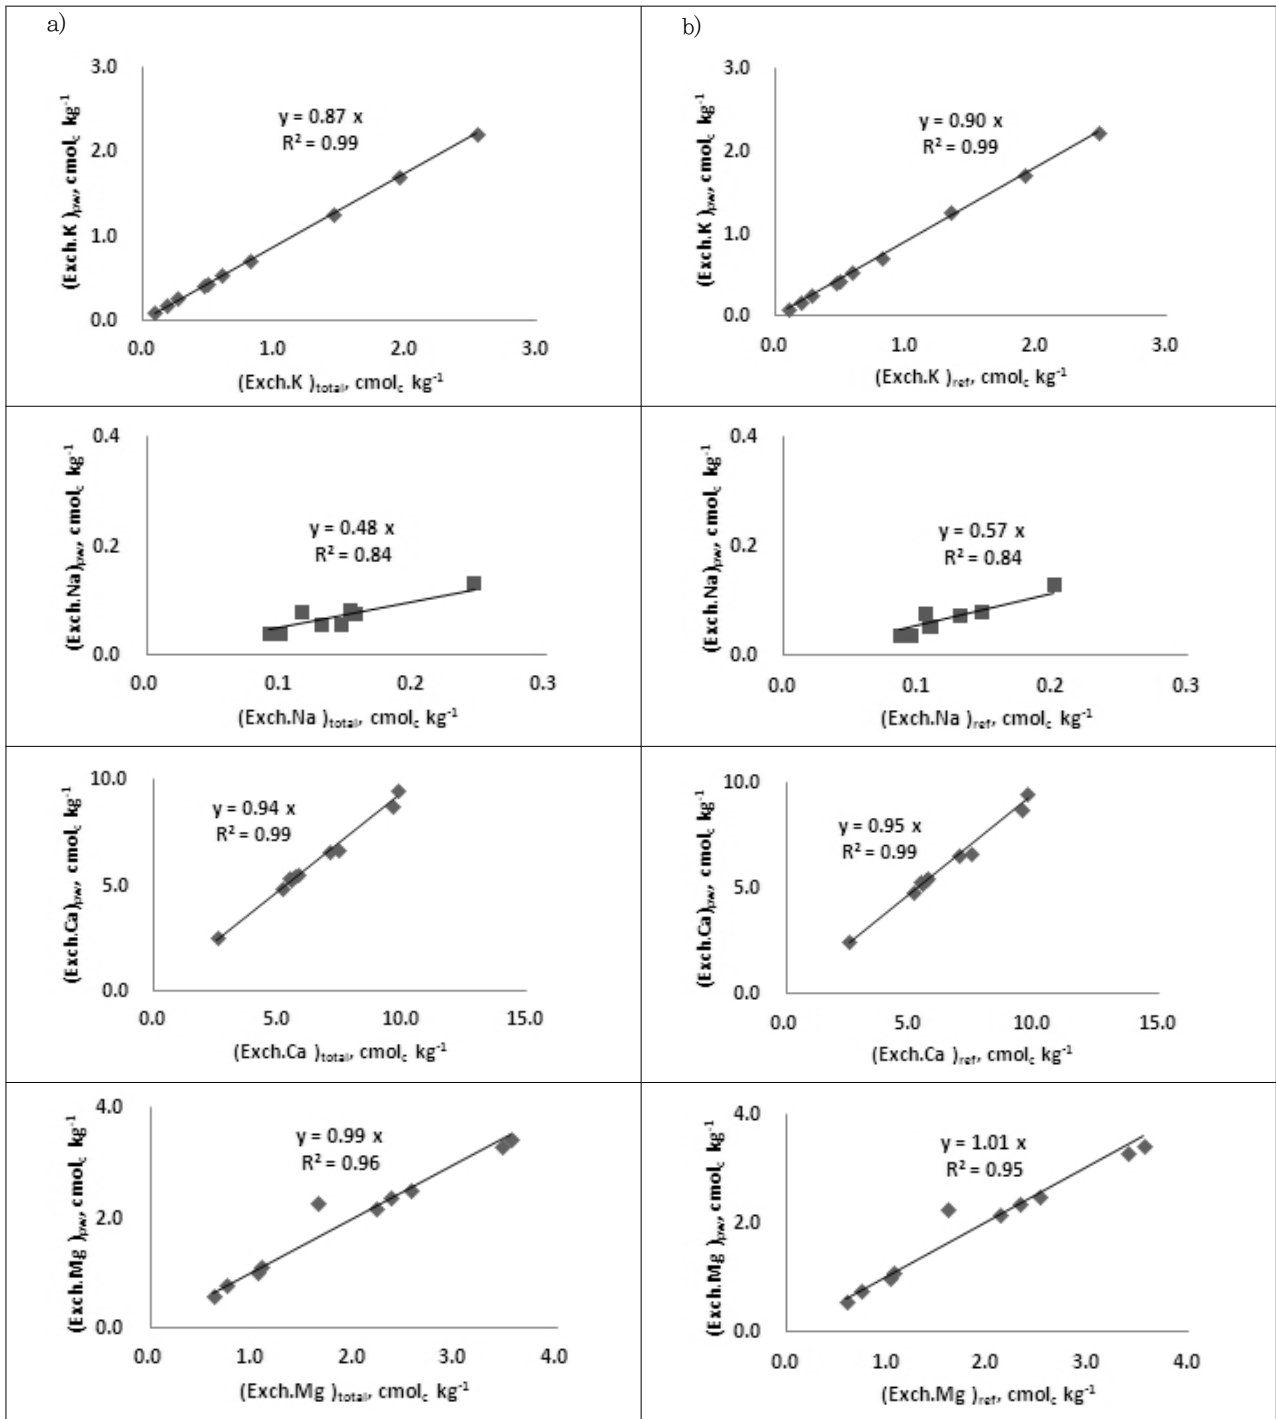 a)
3.0
2.0
1.0
0.0
(Exch.K )pw, cmolc kg-1
y = 0.87 x
R² = 0.99
0.0 1.0 2.0 3.0
(Exch.K )total, cmolc kg-1
b)
3.0
2.0
1.0
0.0
(Exch.K )pw, cmolc kg-1
y = 0.90 x
R² = 0.99
0.0 1.0 2.0 3.0
(Exch.K )ref, cmolc kg-1
0.4
0.2
0.0
(Exch.Na)pw, cmolc kg-1
y = 0.48 x
R² = 0.84
0.0 0.1 0.2 0.3
(Exch.Na )total, cmolc kg-1
0.4
0.2
0.0
(Exch.Na)pw, cmolc kg-1
y = 0.57 x
R² = 0.84
0.0 0.1 0.2 0.3
(Exch.Na )ref, cmolc kg-1
10.0
5.0
0.0
(Exch.Ca)pw, cmolc kg-1
y = 0.94 x
R² = 0.99
0.0 5.0 10.0 15.0
(Exch.Ca )total, cmolc kg-1
10.0
5.0
0.0
(Exch.Ca)pw, cmolc kg-1
y = 0.95 x
R² = 0.99
0.0 5.0 10.0 15.0
(Exch.Ca )ref, cmolc kg-1
4.0
2.0
0.0
(Exch.Mg )pw, cmolc kg-1
y = 0.99 x
R² = 0.96
0.0 1.0 2.0 3.0 4.0
(Exch.Mg )total, cmolc kg-1
4.0
2.0
0.0
(Exch.Mg )pw, cmolc kg-1
y = 1.01 x
R² = 0.95
0.0 1.0 2.0 3.0 4.0
(Exch.Mg )ref, cmolc kg-1